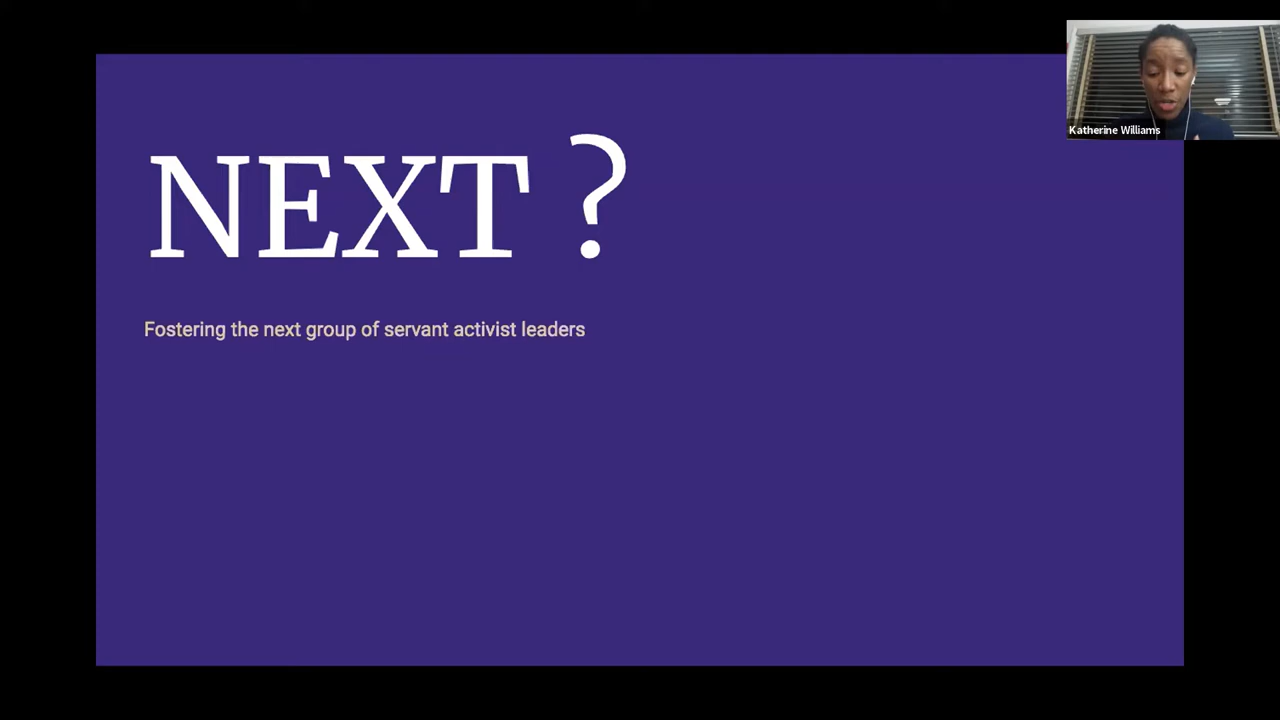 NEXT ?
Fostering the next group of servant activist leaders
Katherine Williams